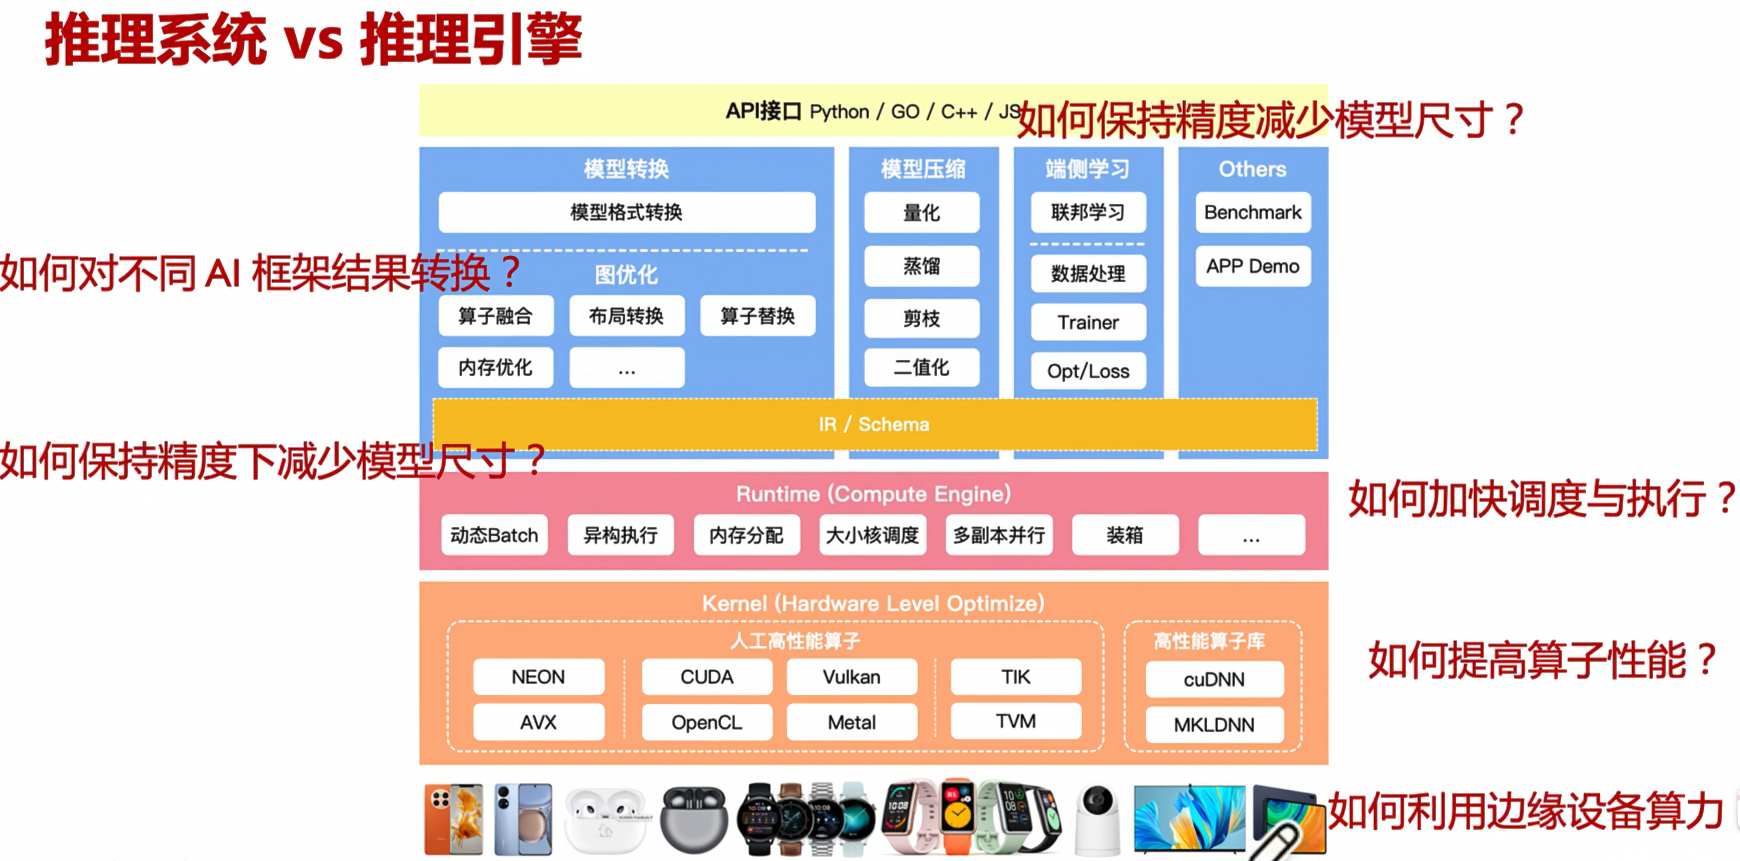 推理系统 vs 推理引擎
API接口 Python / GO / C++ / JS
如何保持精度减少模型尺寸？
模型转换
模型格式转换
如何对不同 AI 框架结果转换？
图优化
算子融合
布局转换
算子替换
内存优化
...
模型压缩
量化
蒸馏
剪枝
二值化
端侧学习
联邦学习
数据处理
Trainer
Opt/Loss
Others
Benchmark
APP Demo
IR / Schema
如何保持精度下减少模型尺寸？
Runtime (Compute Engine)
动态Batch
异构执行
内存分配
大小核调度
多副本并行
装箱
...
如何加快调度与执行？
Kernel (Hardware Level Optimize)
人工高性能算子
NEON
CUDA
Vulkan
TIK
AVX
OpenCL
Metal
TVM
高性能算子库
cuDNN
MKLDNN
如何提高算子性能？
如何利用边缘设备算力